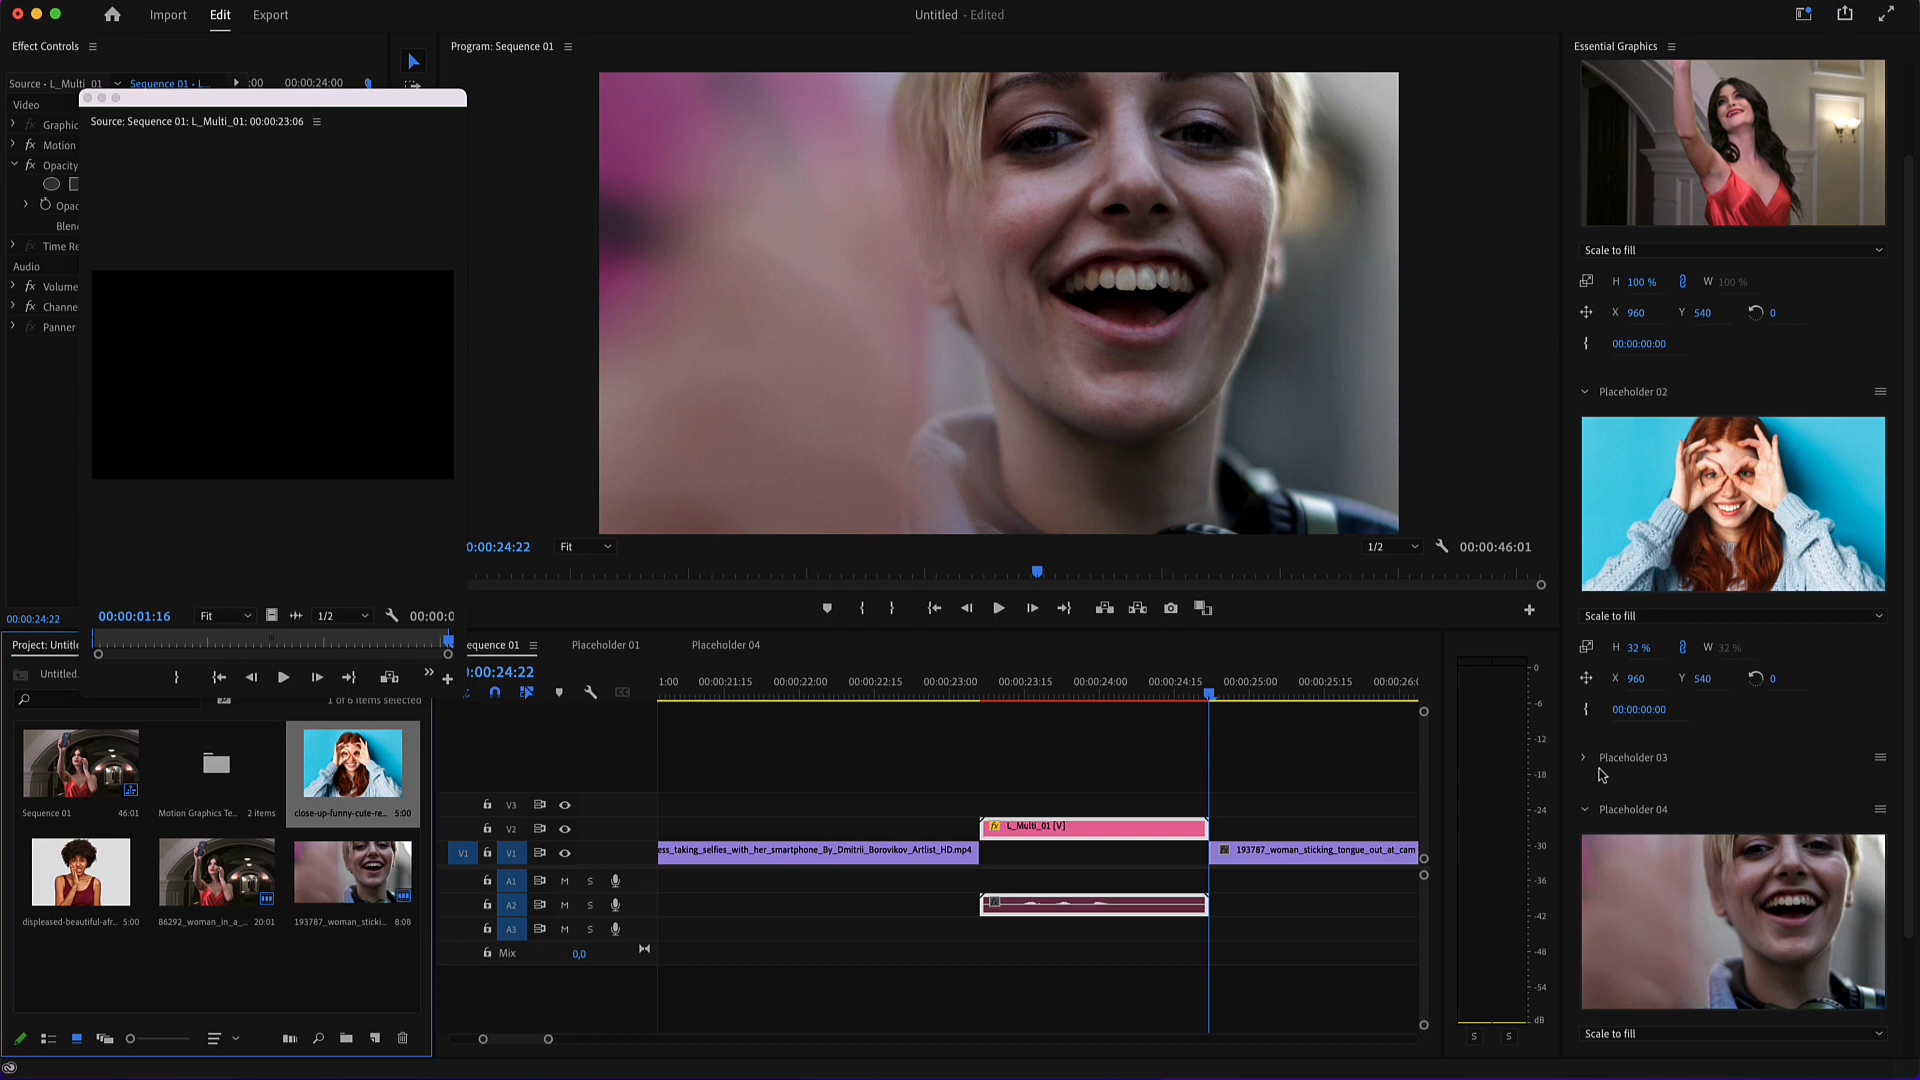 Import
Edit
Export
Untitled - Edited
Effect Controls
Source • L_Multi_01
Sequence 01 • L...
:00
00:00:24:00
Video
Graphic
Motion
Opacity
Opac
Blend
Time Re
Audio
Volume
Channe
Panner
00:00:24:22
Source: Sequence 01: L_Multi_01: 00:00:23:06
00:00:01:16
Fit
1/2
00:00:0
Program: Sequence 01
0:00:24:22
Fit
1/2
00:00:46:01
Project: Untitle
Untitled.
1 of 6 items selected
Sequence 01
46:01
Motion Graphics Te...
2 items
close-up-funny-cute-re...
5:00
displeased-beautiful-afr...
5:00
86292_woman_in_a_...
20:01
193787_woman_sticki...
8:08
equence 01
Placeholder 01
Placeholder 04
0:00:24:22
1:00
00:00:21:15
00:00:22:00
00:00:22:15
00:00:23:00
00:00:23:15
00:00:24:00
00:00:24:15
00:00:25:00
00:00:25:15
00:00:26:0
V3
V2
L_Multi_01 [V]
V1
V1
ess_taking_selfies_with_her_smartphone_By_Dmitrii_Borovikov_Artlist_HD.mp4
193787_woman_sticking_tongue_out_at_cam
A1
M
S
A2
M
S
A3
M
S
Mix
0,0
0
-6
-12
-18
-24
-30
-36
-42
-48
-54
dB
S
S
Essential Graphics
Scale to fill
H
100 %
W
100 %
X
960
Y
540
0
00:00:00:00
Placeholder 02
Scale to fill
H
32 %
W
32 %
X
960
Y
540
0
00:00:00:00
Placeholder 03
Placeholder 04
Scale to fill